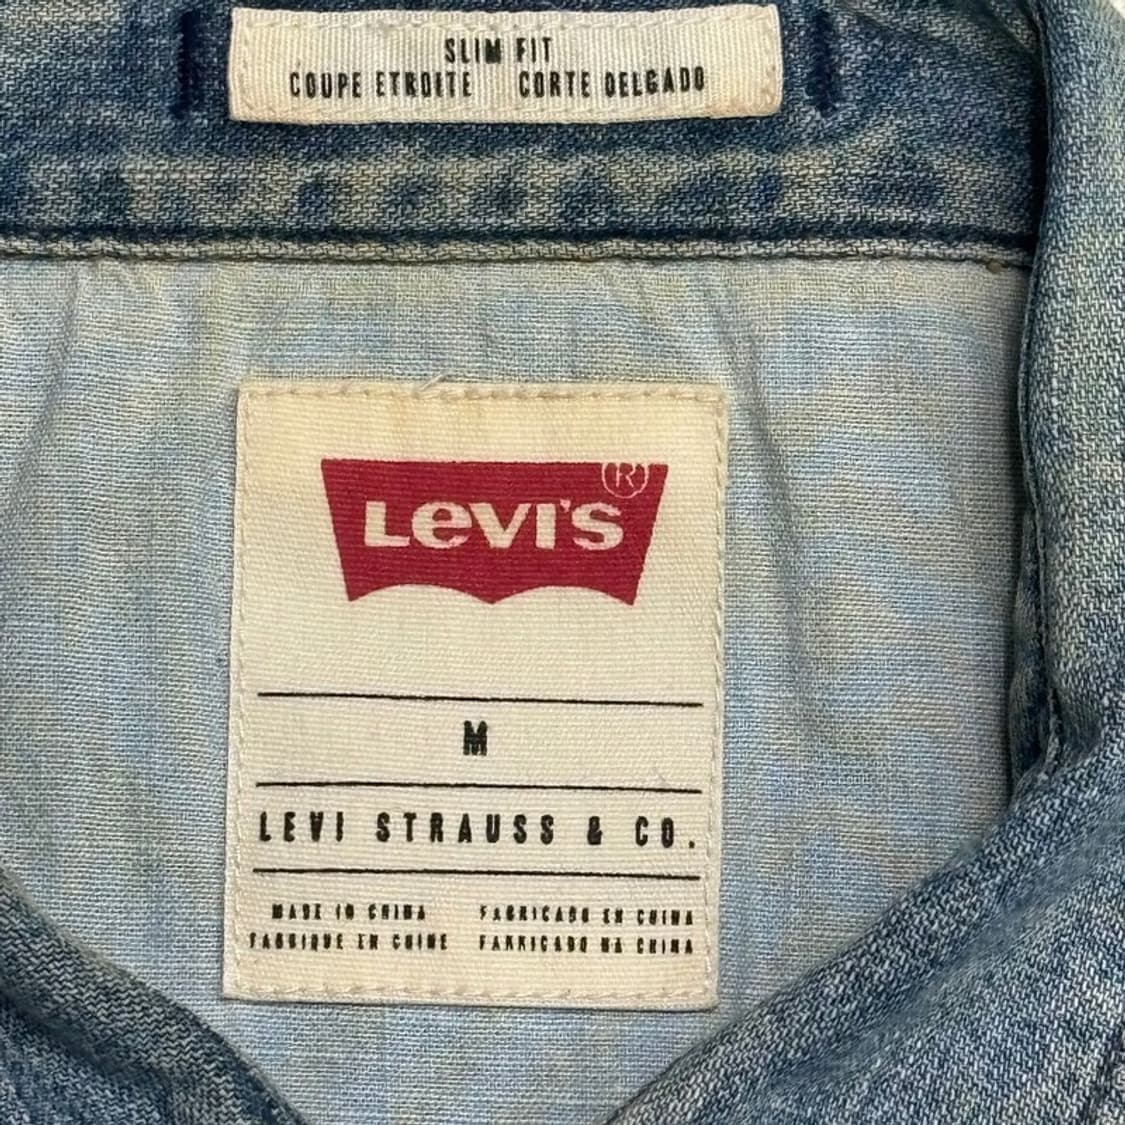 SLIM FIT
COUPE ETROITE CORTE DELGADO
LEVI'S ®
M
LEVI STRAUSS & CO.
MADE IN CHINA FABRICADO EN CHINA
FABRIQUE EN CHINE FABRICADO NA CHINA